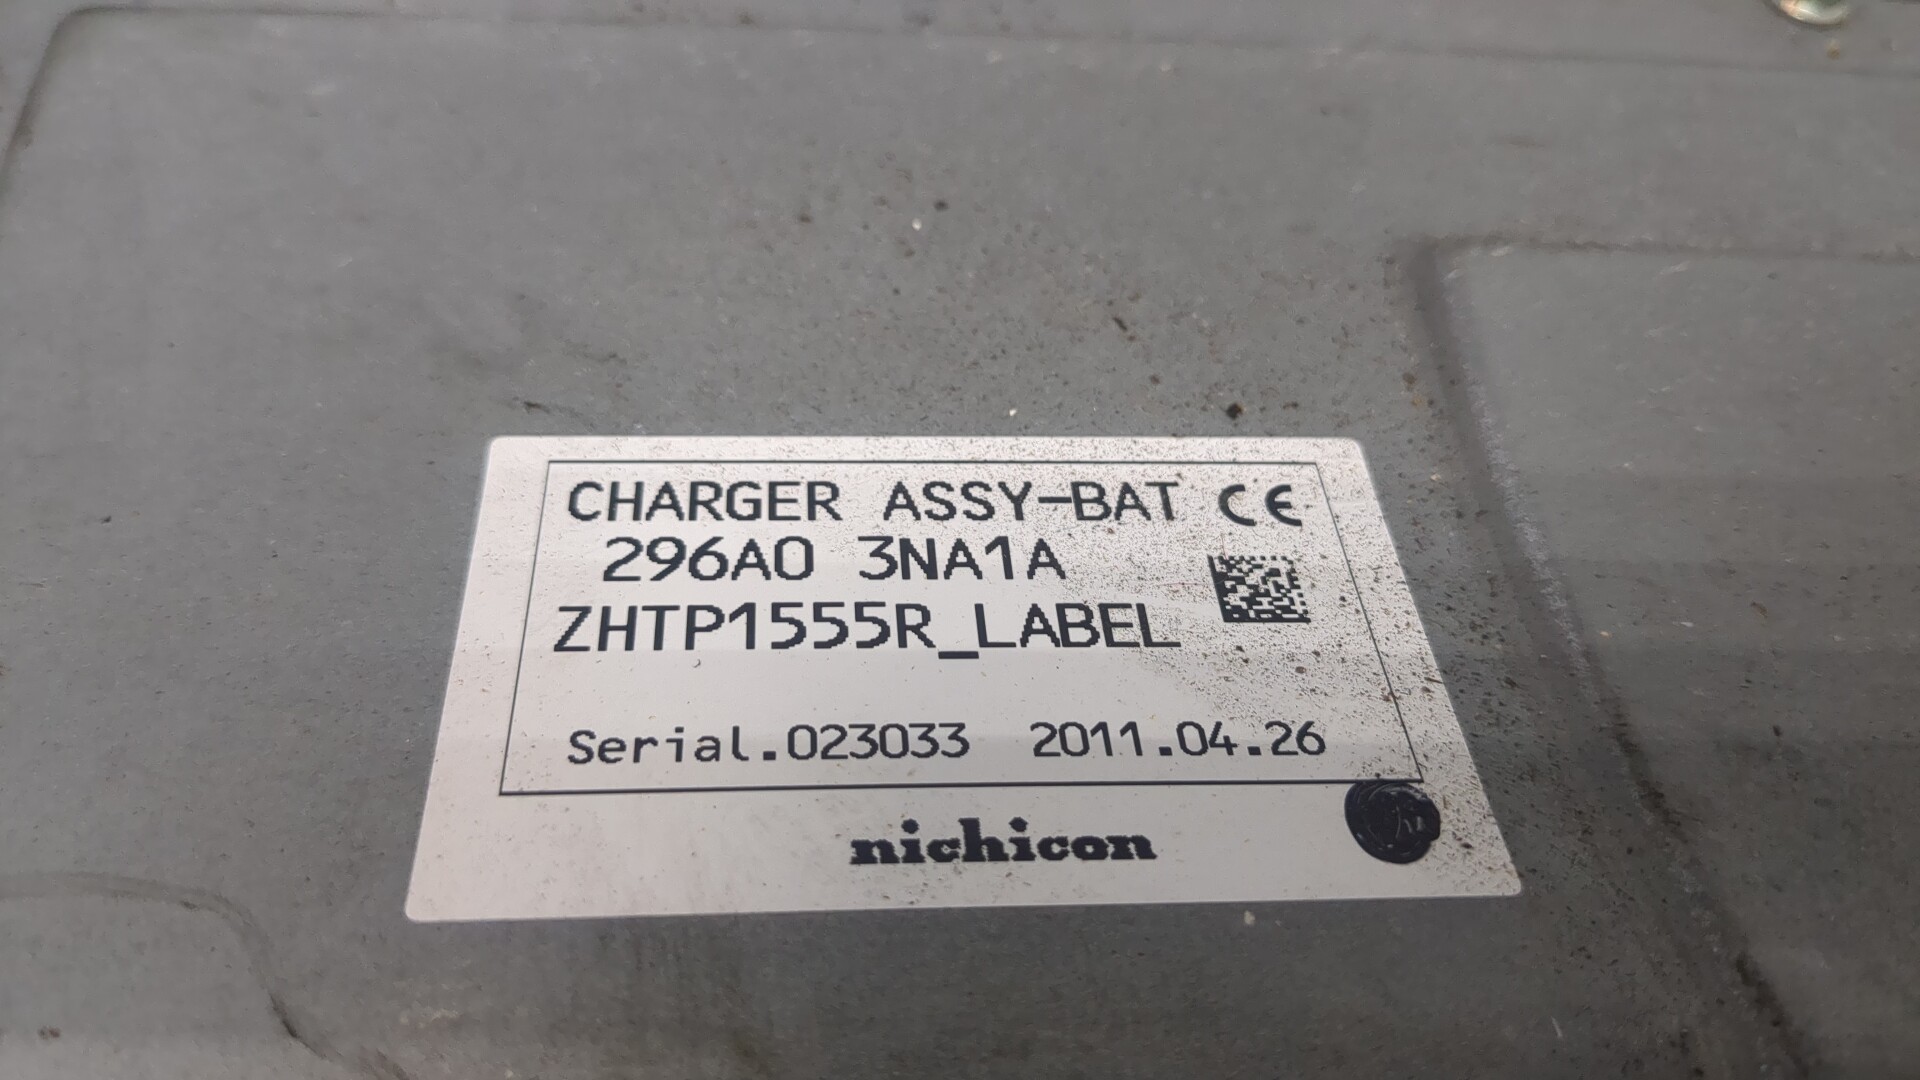 CHARGER ASSY-BAT CE
296A0 3NA1A
ZHTP1555R_LABEL
Serial.023033 2011.04.26
nichicon